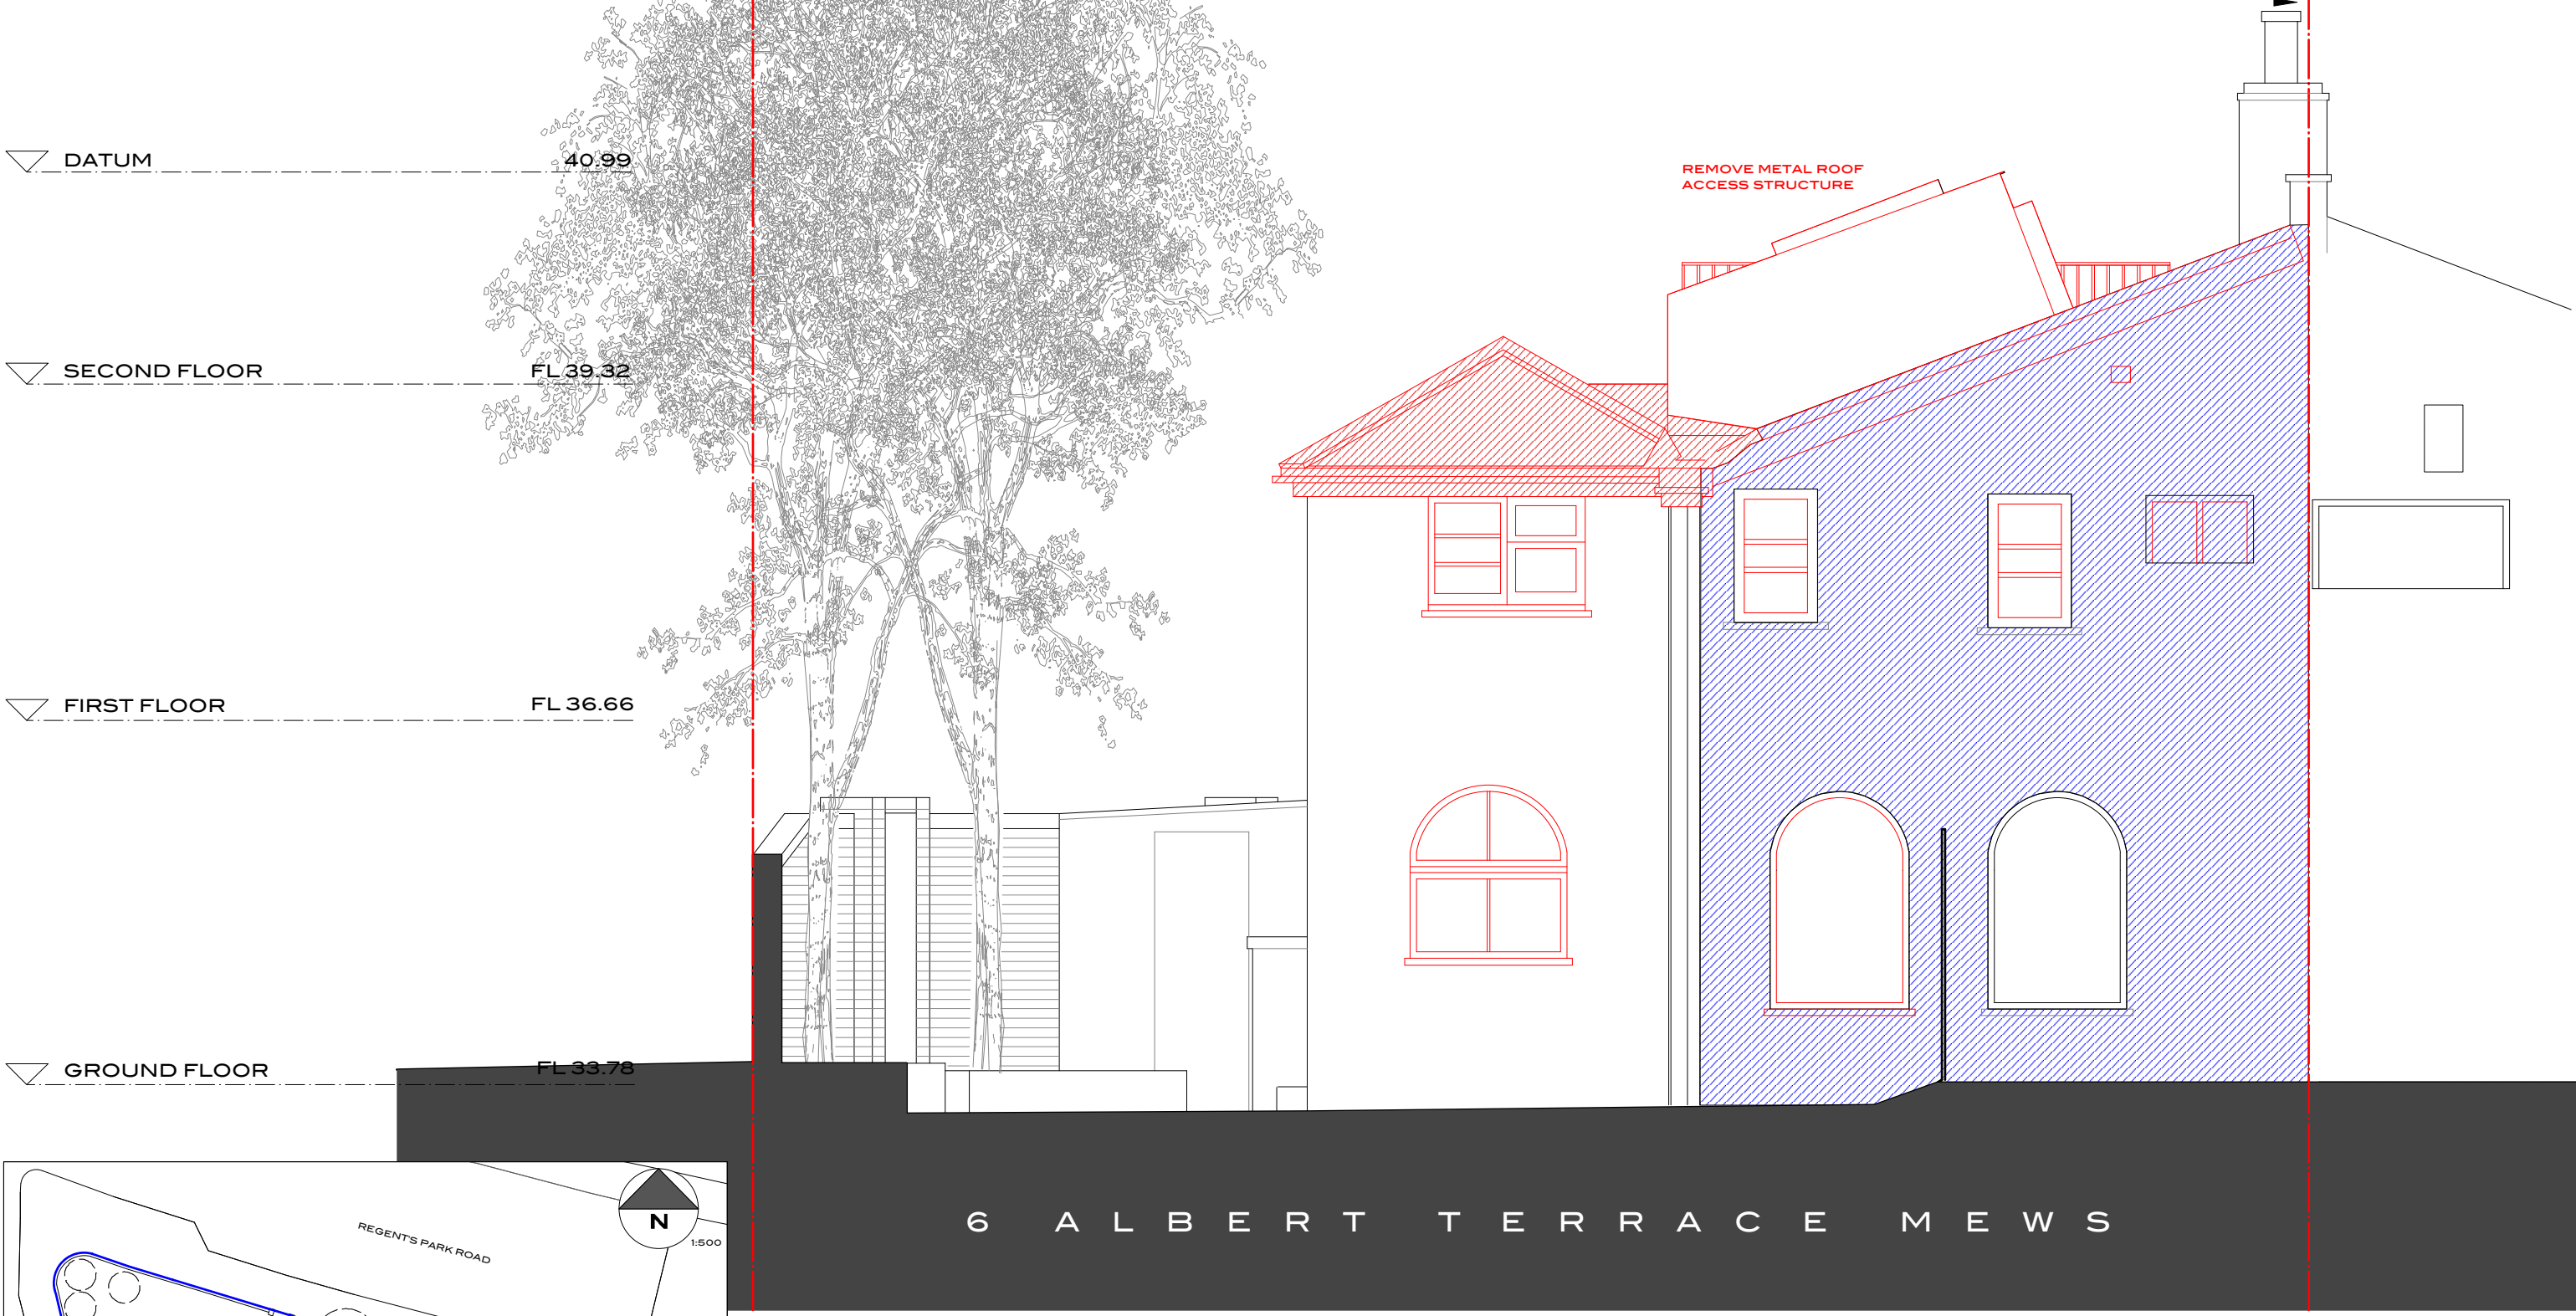 DATUM 40.99
REMOVE METAL ROOF
ACCESS STRUCTURE
SECOND FLOOR FL 39.32
FIRST FLOOR FL 36.66
GROUND FLOOR FL 33.78
6 ALBERT TERRACE MEWS
N
1:500
REGENT'S PARK ROAD